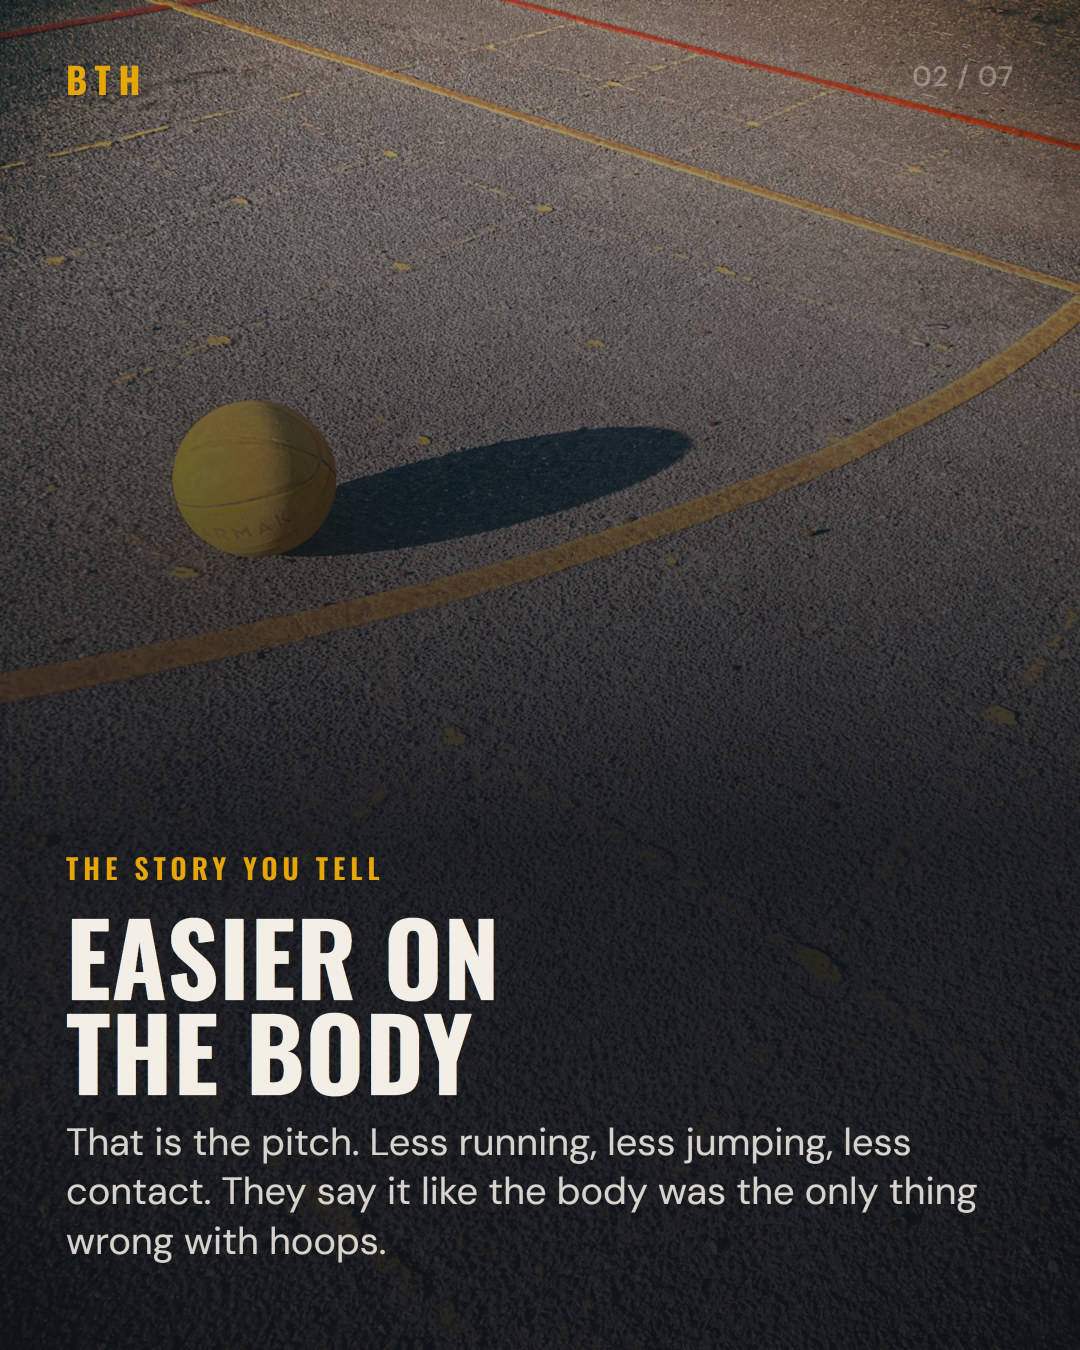 BTH
02 / 07
THE STORY YOU TELL
EASIER ON
THE BODY
That is the pitch. Less running, less jumping, less
contact. They say it like the body was the only thing
wrong with hoops.